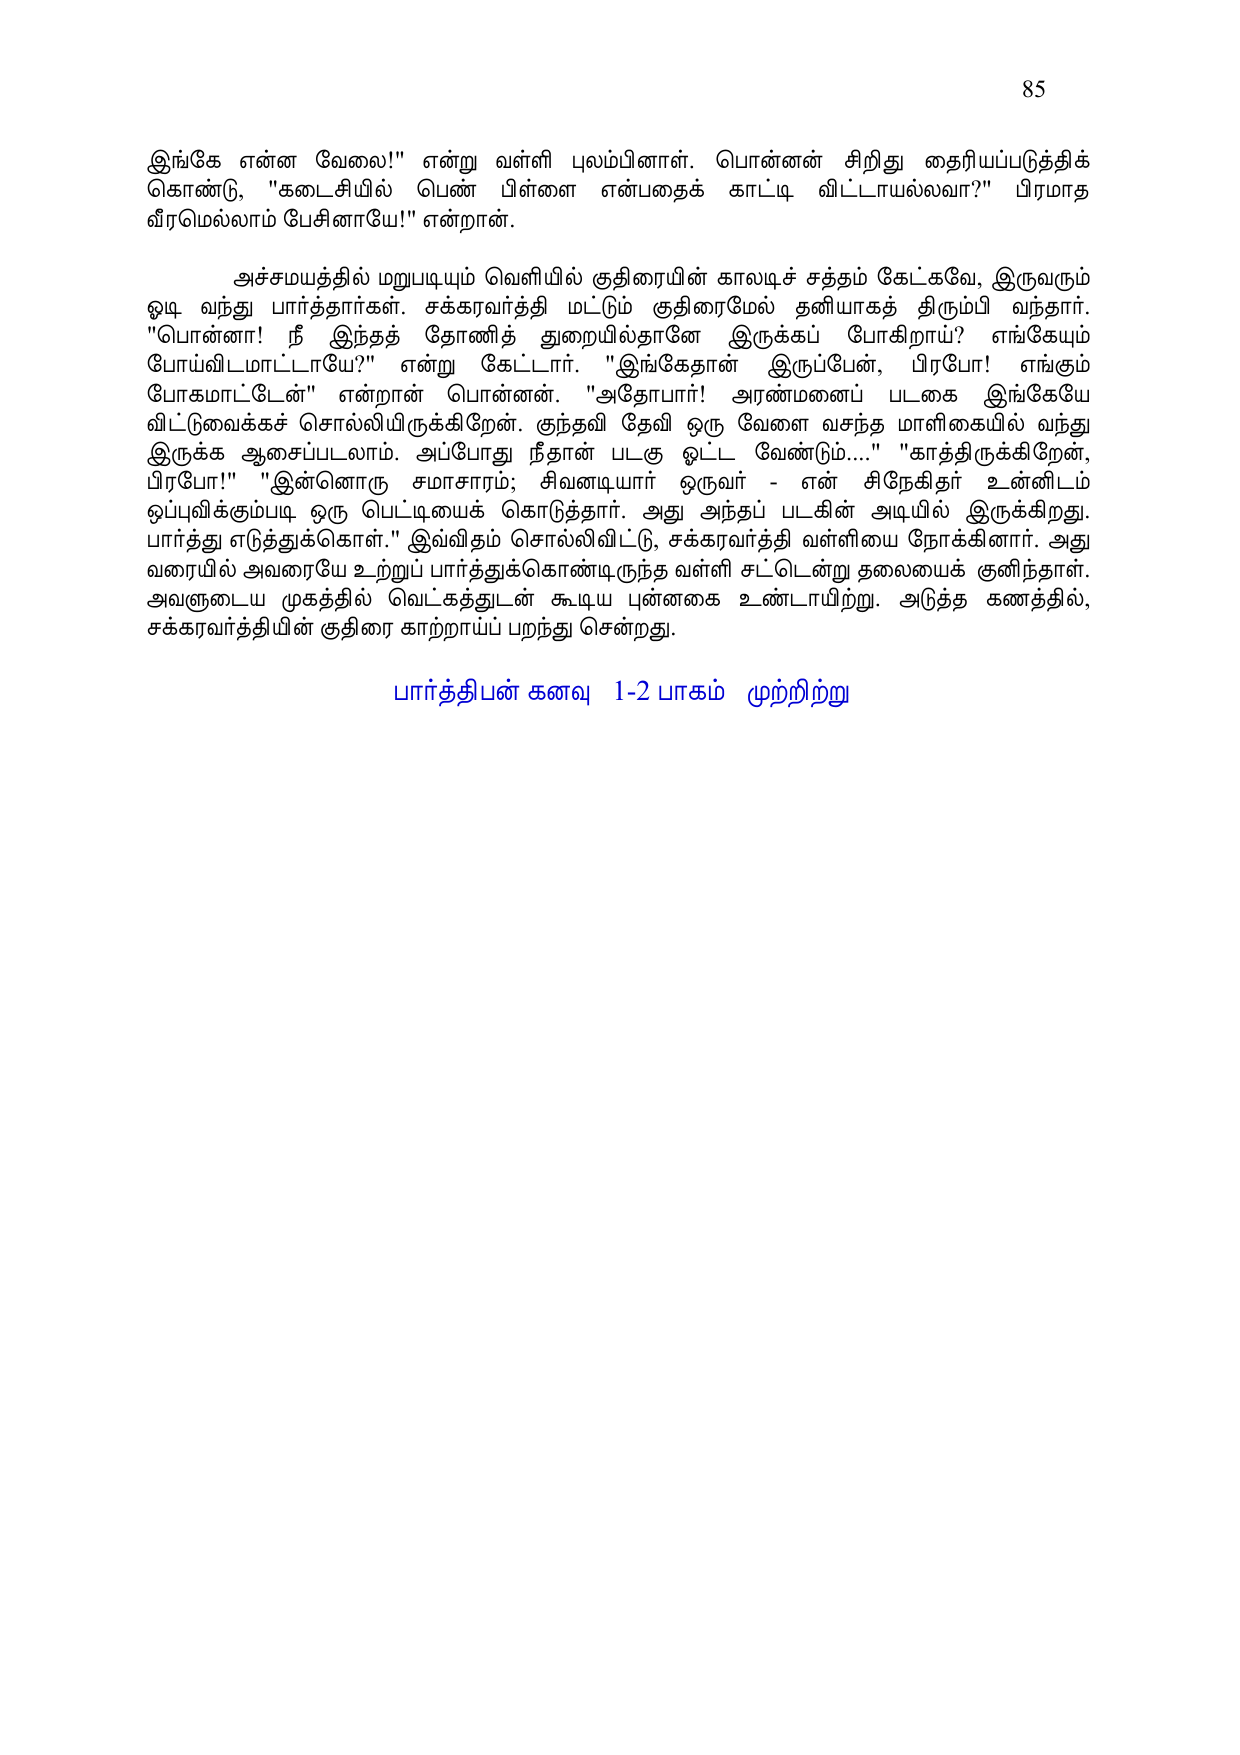 85
இங்கே என்ன வேலை!" என்று வள்ளி புலம்பினாள். பொன்னன் சிறிது தைரியப்படுத்திக்
கொண்டு, "கடைசியில் பெண் பிள்ளை என்பதைக் காட்டி விட்டாயல்லவா?" பிரமாத
வீரமெல்லாம் பேசினாயே!" என்றான்.
அச்சமயத்தில் மறுபடியும் வெளியில் குதிரையின் காலடிச் சத்தம் கேட்கவே, இருவரும்
ஓடி வந்து பார்த்தார்கள். சக்கரவர்த்தி மட்டும் குதிரைமேல் தனியாகத் திரும்பி வந்தார்.
"பொன்னா! நீ இந்தத் தோணித் துறையில்தானே இருக்கப் போகிறாய்? எங்கேயும்
போய்விடமாட்டாயே?" என்று கேட்டார். "இங்கேதான் இருப்பேன், பிரபோ! எங்கும்
போகமாட்டேன்" என்றான் பொன்னன். "அதோபார்! அரண்மனைப் படகை இங்கேயே
விட்டுவைக்கச் சொல்லியிருக்கிறேன். குந்தவி தேவி ஒரு வேளை வசந்த மாளிகையில் வந்து
இருக்க ஆசைப்படலாம். அப்போது நீதான் படகு ஓட்ட வேண்டும்...." "காத்திருக்கிறேன்,
பிரபோ!" "இன்னொரு சமாசாரம்; சிவனடியார் ஒருவர் - என் சிநேகிதர் உன்னிடம்
ஒப்புவிக்கும்படி ஒரு பெட்டியைக் கொடுத்தார். அது அந்தப் படகின் அடியில் இருக்கிறது.
பார்த்து எடுத்துக்கொள்." இவ்விதம் சொல்லிவிட்டு, சக்கரவர்த்தி வள்ளியை நோக்கினார். அது
வரையில் அவரையே உற்றுப் பார்த்துக்கொண்டிருந்த வள்ளி சட்டென்று தலையைக் குனிந்தாள்.
அவளுடைய முகத்தில் வெட்கத்துடன் கூடிய புன்னகை உண்டாயிற்று. அடுத்த கணத்தில்,
சக்கரவர்த்தியின் குதிரை காற்றாய்ப் பறந்து சென்றது.
பார்த்திபன் கனவு 1-2 பாகம் முற்றிற்று